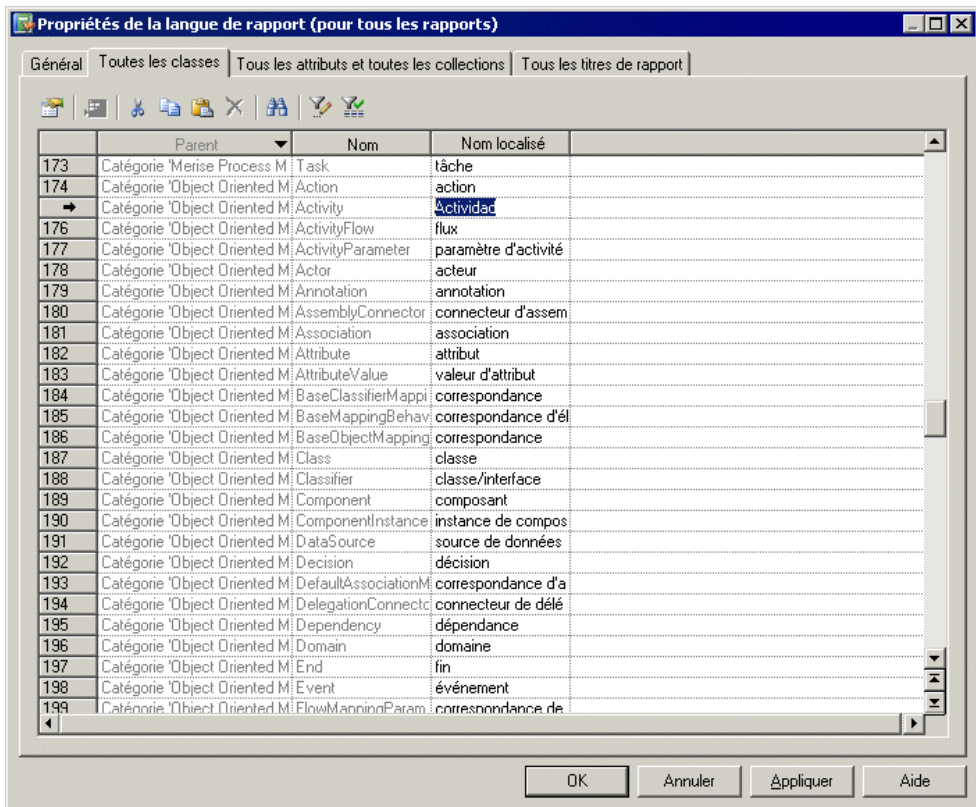 Propriétés de la langue de rapport (pour tous les rapports)
Général Toutes les classes Tous les attributs et toutes les collections Tous les titres de rapport
Parent Nom Nom localisé
173 Catégorie 'Merise Process M Task tâche
174 Catégorie 'Object Oriented M Action action
Catégorie 'Object Oriented M Activity Actividad
176 Catégorie 'Object Oriented M ActivityFlow flux
177 Catégorie 'Object Oriented M ActivityParameter paramètre d'activité
178 Catégorie 'Object Oriented M Actor acteur
179 Catégorie 'Object Oriented M Annotation annotation
180 Catégorie 'Object Oriented M AssemblyConnector connecteur d'assem
181 Catégorie 'Object Oriented M Association association
182 Catégorie 'Object Oriented M Attribute attribut
183 Catégorie 'Object Oriented M AttributeValue valeur d'attribut
184 Catégorie 'Object Oriented M BaseClassifierMappi correspondance
185 Catégorie 'Object Oriented M BaseMappingBehav correspondance d'él
186 Catégorie 'Object Oriented M BaseObjectMapping correspondance
187 Catégorie 'Object Oriented M Class classe
188 Catégorie 'Object Oriented M Classifier classe/interface
189 Catégorie 'Object Oriented M Component composant
190 Catégorie 'Object Oriented M ComponentInstance instance de compos
191 Catégorie 'Object Oriented M DataSource source de données
192 Catégorie 'Object Oriented M Decision décision
193 Catégorie 'Object Oriented M DefaultAssociationM correspondance d'a
194 Catégorie 'Object Oriented M DelegationConnectc connecteur de délé
195 Catégorie 'Object Oriented M Dependency dépendance
196 Catégorie 'Object Oriented M Domain domaine
197 Catégorie 'Object Oriented M End fin
198 Catégorie 'Object Oriented M Event événement
199 Catégorie 'Object Oriented M FlowMappingParam correspondance de
OK Annuler Appliquer Aide